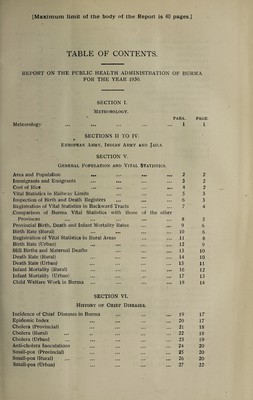 [Maximum limit of the body of the Report is 40 pages.]
TABLE OF CONTENTS.
REPORT ON THE PUBLIC HEALTH ADMINISTRATION OF BURMA
FOR THE YEAR 1936.
SECTION I.
METEOROLOGY.
PARA. PAGE
Meteorology ... ... ... ... ... 1 1
SECTIONS II TO IV.
EUROPEAN ARMY, INDIAN ARMY AND JAILS.
SECTION V.
GENERAL POPULATION AND VITAL STATISTICS.
Area and Population ... ... ... ... 2 2
Immigrants and Emigrants ... ... ... ... 3 2
Cost of Rice ... ... ... ... ... 4 2
Vital Statistics in Railway Limits ... ... ... 5 3
Inspection of Birth and Death Registers ... ... ... 6 3
Registration of Vital Statistics in Backward Tracts ... ... 7 4
Comparison of Burma Vital Statistics with those of the other
Provinces ... ... ... ... ... 8 5
Provincial Birth, Death and Infant Mortality Rates ... ... 9 6
Birth Rate (Rural) ... ... ... ... 10 6
Registration of Vital Statistics in Rural Areas ... ... 11 8
Birth Rate (Urban) ... ... ... ... 12 9
Still Births and Maternal Deaths ... ... ... 13 10
Death Rate (Rural) ... ... ... ... 14 10
Death Rate (Urban) ... ... ... ... 15 11
Infant Mortality (Rural) ... ... ... ... 16 12
Infant Mortality (Urban) ... ... ... ... 17 13
Child Welfare Work in Burma ... ... ... ... 18 14
SECTION VI.
HISTORY OF CHIEF DISEASES.
Incidence of Chief Diseases in Burma ... ... ... 19 17
Epidemic Index ... ... ... ... 20 17
Cholera (Provincial) ... ... ... ... 21 18
Cholera (Rural) ... ... ... ... 22 18
Cholera (Urban) ... ... ... ... 23 19
Anti-cholera Inoculations ... ... ... ... 24 20
Small-pox (Provincial) ... ... ... ... 25 20
Small-pox (Rural) ... ... ... ... 26 20
Small-pox (Urban) ... ... ... ... 27 22